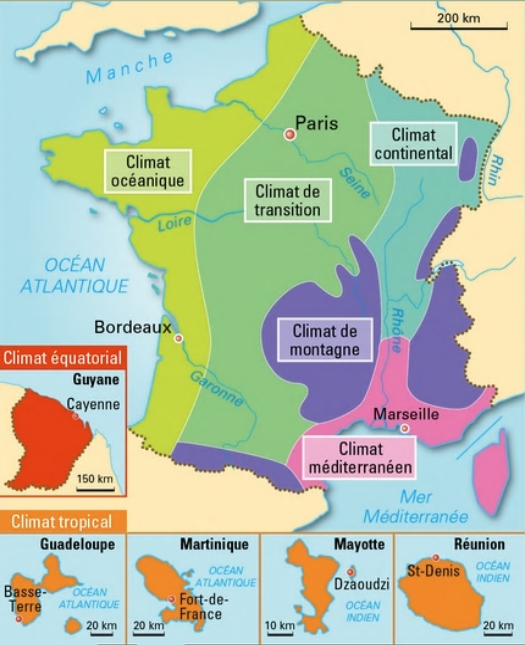 200 km
Manche
Paris
Climat
continental
Climat
océanique
Rhin
Seine
Climat de
transition
Loire
OCÉAN
ATLANTIQUE
Bordeaux
Climat de
montagne
Rhône
Garonne
Marseille
Climat
méditerranéen
Mer
Méditerranée
Climat équatorial
Guyane
Cayenne
150 km
Climat tropical
Guadeloupe
Basse-
Terre
OCÉAN
ATLANTIQUE
20 km
Martinique
OCÉAN
ATLANTIQUE
Fort-de-
France
20 km
Mayotte
Dzaoudzi
OCÉAN
INDIEN
10 km
Réunion
St-Denis
OCÉAN
INDIEN
20 km